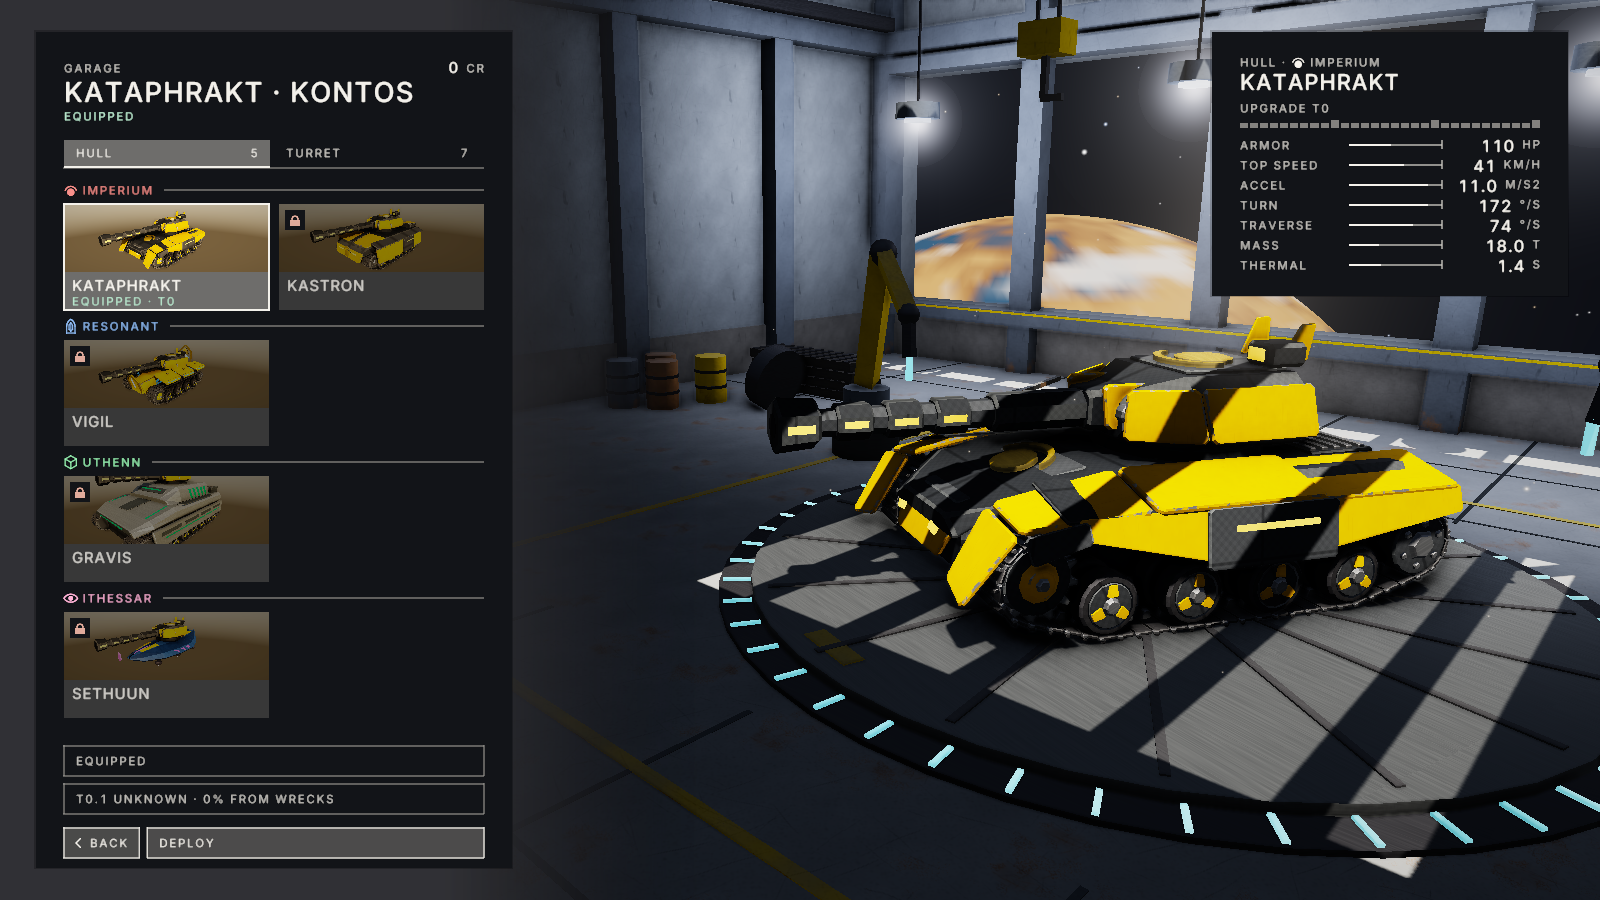 GARAGE
0 CR
KATAPHRAKT · KONTOS
EQUIPPED
HULL 5
TURRET 7
IMPERIUM
KATAPHRAKT
EQUIPPED · T0
KASTRON
RESONANT
VIGIL
UTHENN
GRAVIS
ITHESSAR
SETHUUN
EQUIPPED
T0.1 UNKNOWN · 0% FROM WRECKS
BACK
DEPLOY
HULL · IMPERIUM
KATAPHRAKT
UPGRADE T0
ARMOR 110 HP
TOP SPEED 41 KM/H
ACCEL 11.0 M/S2
TURN 172 °/S
TRAVERSE 74 °/S
MASS 18.0 T
THERMAL 1.4 S